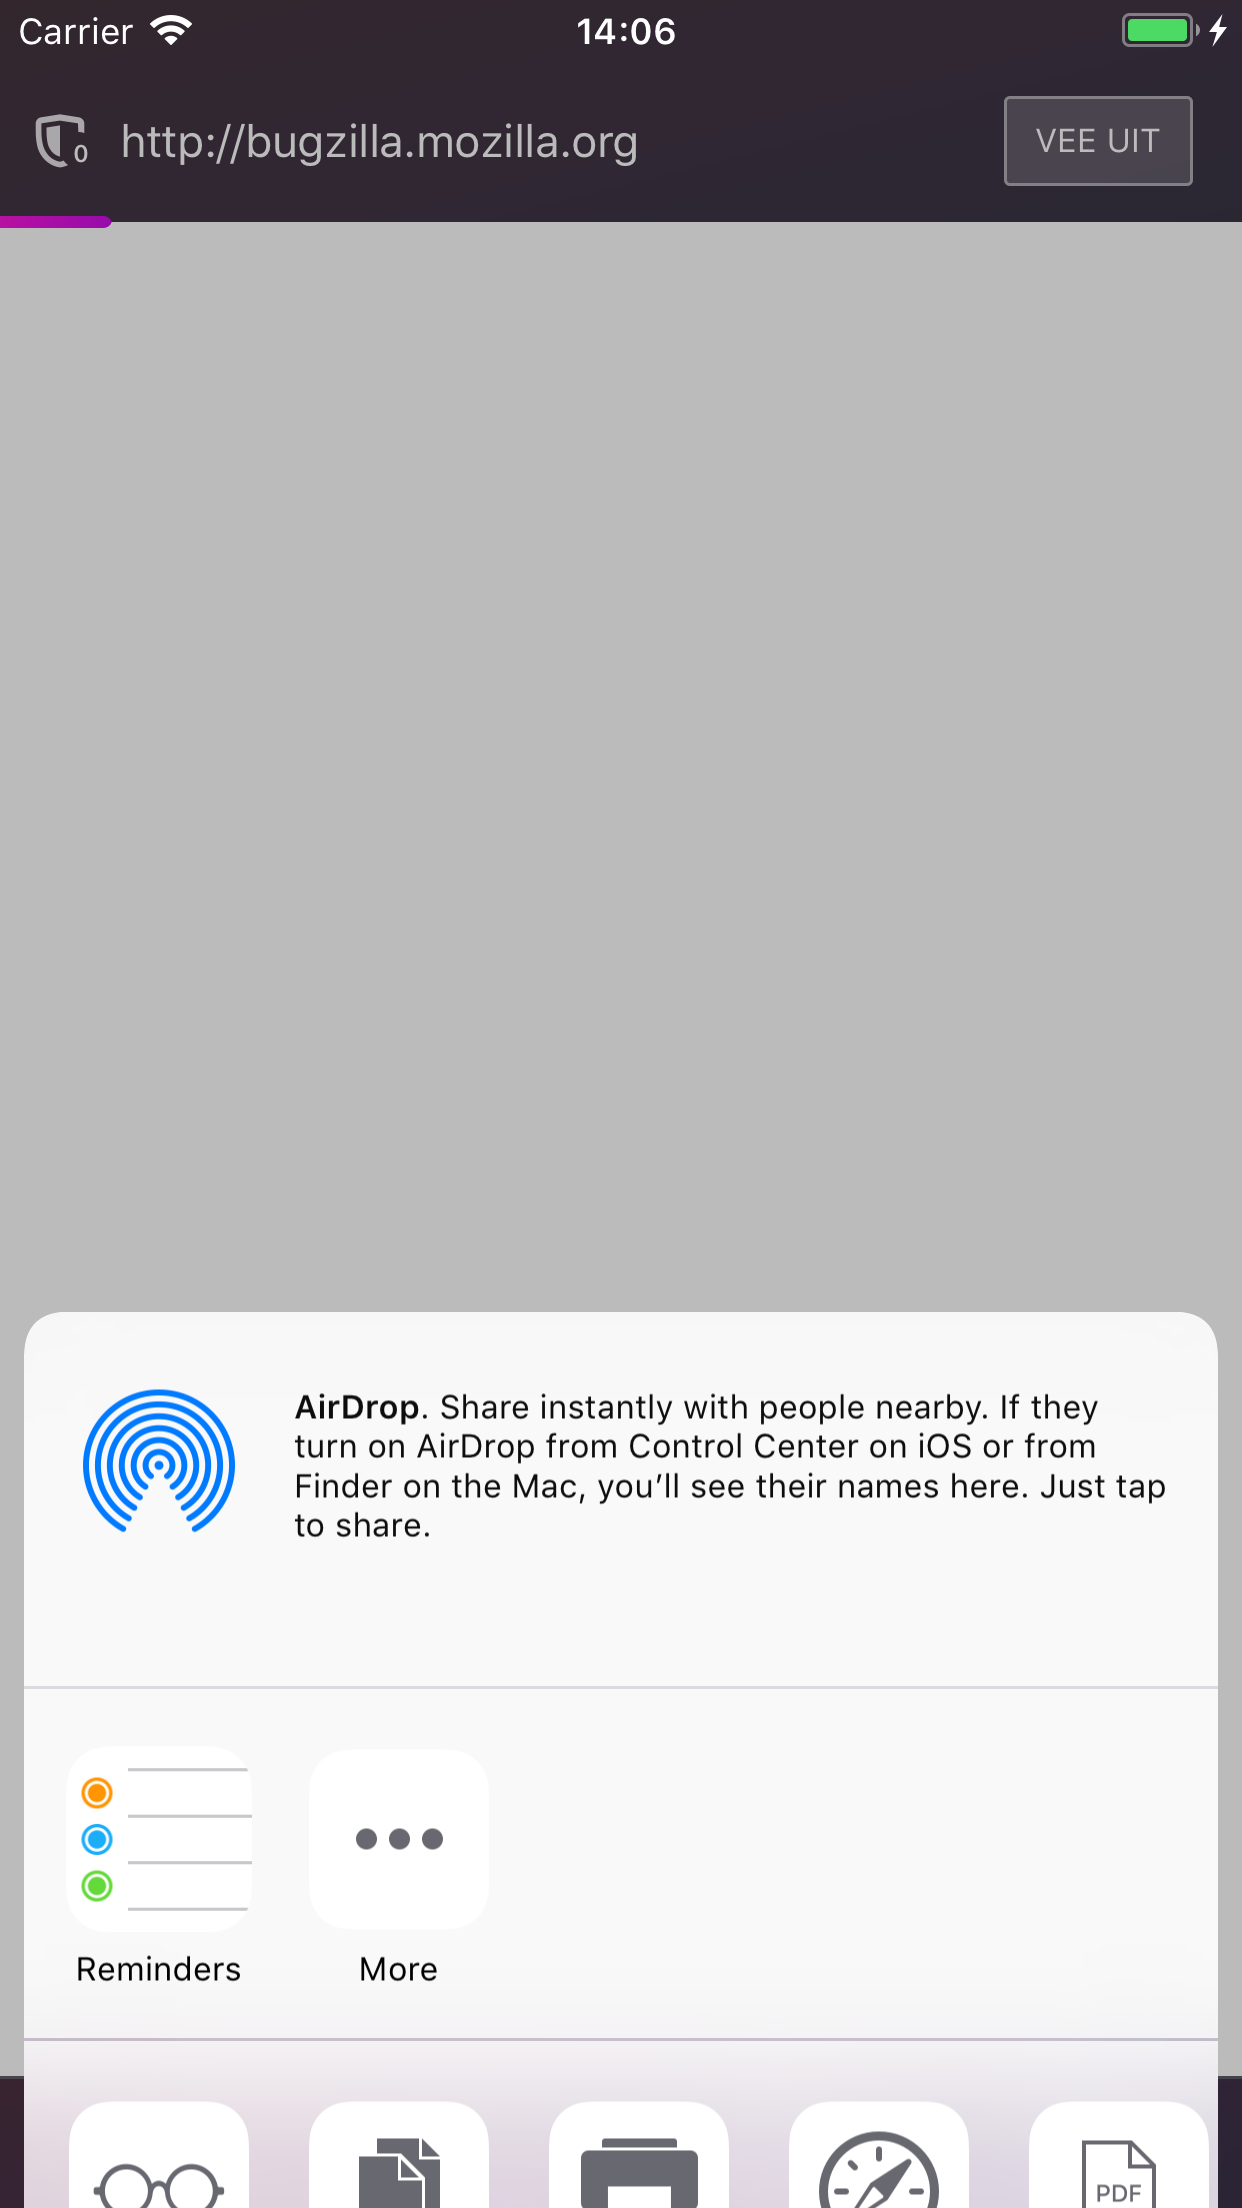 Carrier 14:06
0 http://bugzilla.mozilla.org VEE UIT
AirDrop. Share instantly with people nearby. If they
turn on AirDrop from Control Center on iOS or from
Finder on the Mac, you’ll see their names here. Just tap
to share.
Reminders More
PDF